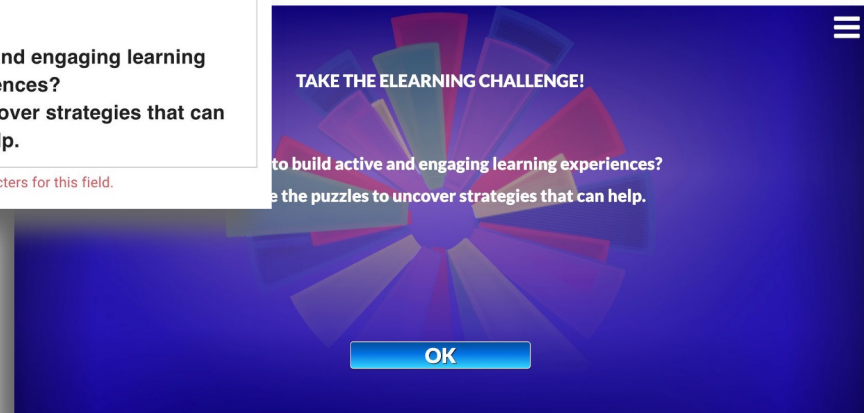 nd engaging learning
ences?
over strategies that can
lp.
cters for this field.
TAKE THE ELEARNING CHALLENGE!
to build active and engaging learning experiences?
e the puzzles to uncover strategies that can help.
OK